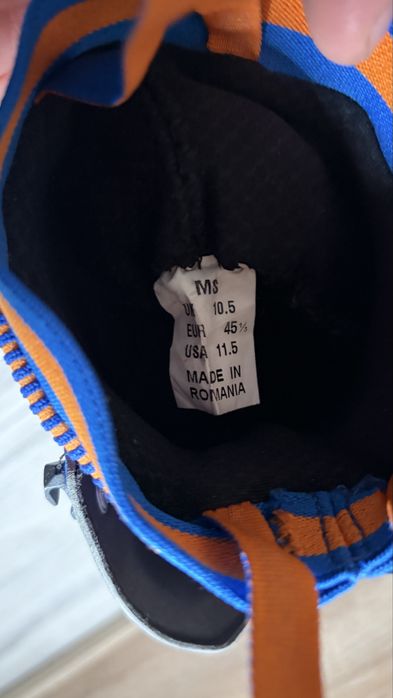 MS
UK 10.5
EUR 45⅓
USA 11.5
MADE IN
ROMANIA